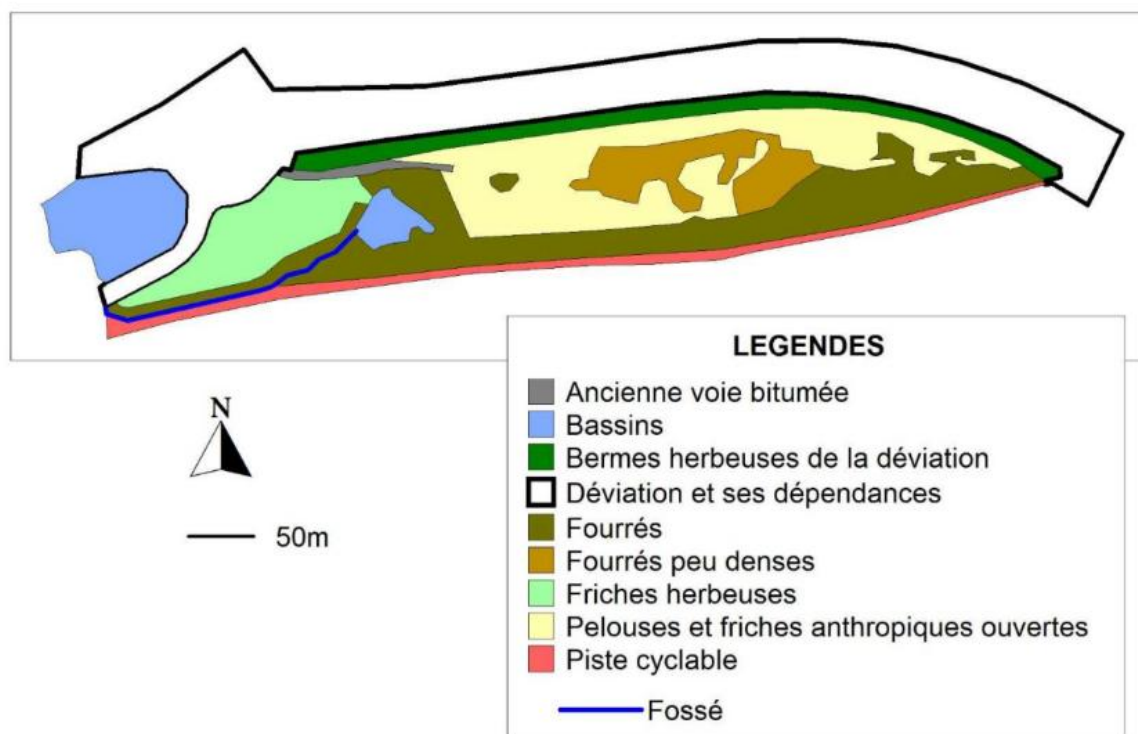 LEGENDES
Ancienne voie bitumée
Bassins
Bermes herbeuses de la déviation
Déviation et ses dépendances
Fourrés
Fourrés peu denses
Friches herbeuses
Pelouses et friches anthropiques ouvertes
Piste cyclable
Fossé
N
50m